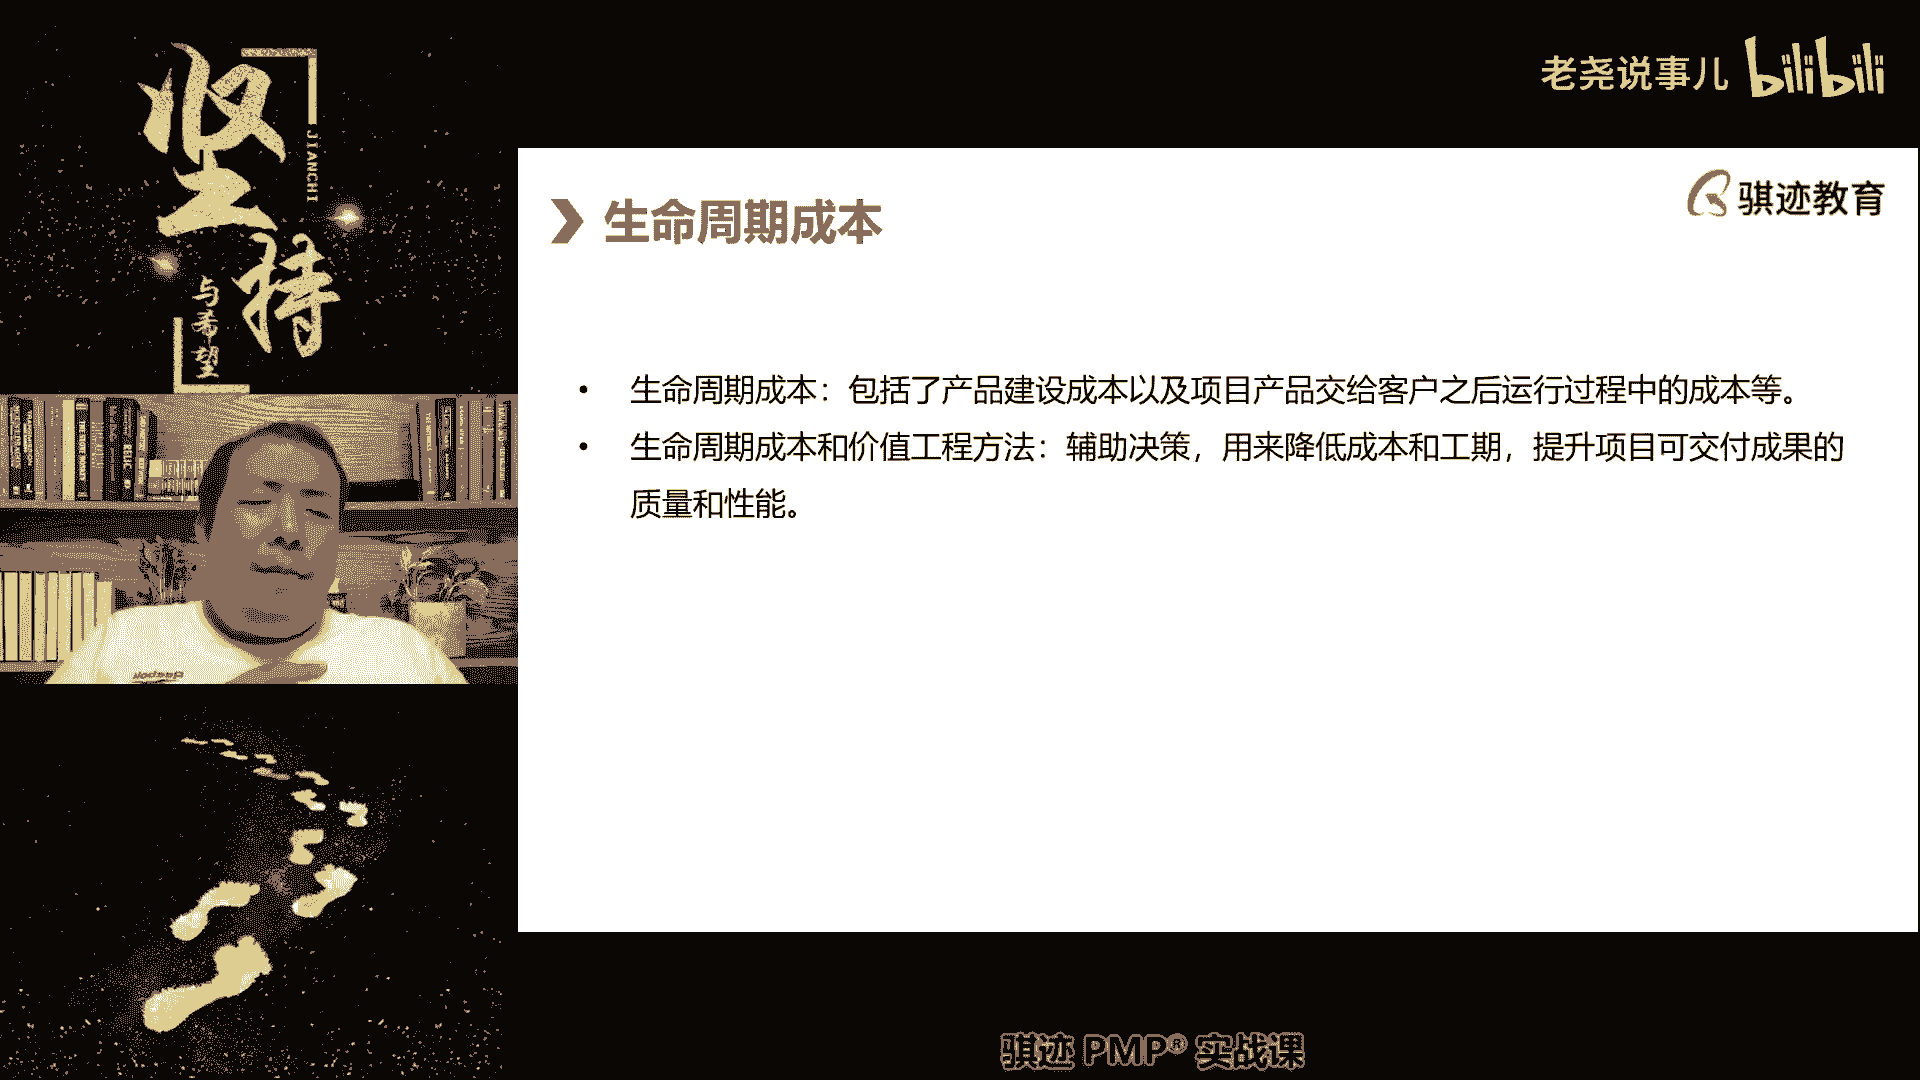 坚持
JIANCHI
与希望
老尧说事儿 bilibili
骐迹教育
生命周期成本
• 生命周期成本：包括了产品建设成本以及项目产品交给客户之后运行过程中的成本等。
• 生命周期成本和价值工程方法：辅助决策，用来降低成本和工期，提升项目可交付成果的
质量和性能。
骐迹 PMP® 实战课